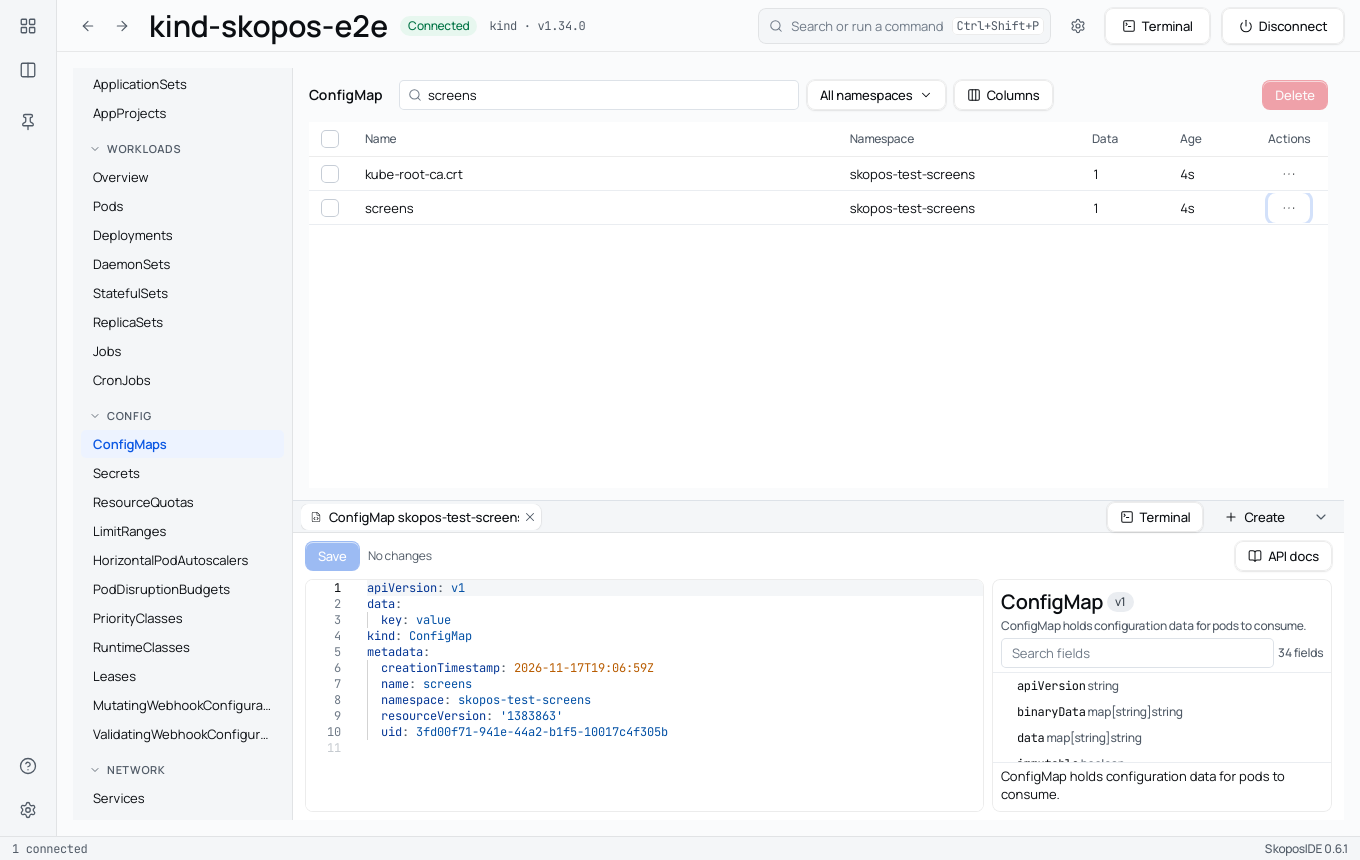 kind-skopos-e2e Connected kind · v1.34.0 Search or run a command Ctrl+Shift+P Terminal Disconnect
ApplicationSets
AppProjects
WORKLOADS
Overview
Pods
Deployments
DaemonSets
StatefulSets
ReplicaSets
Jobs
CronJobs
CONFIG
ConfigMaps
Secrets
ResourceQuotas
LimitRanges
HorizontalPodAutoscalers
PodDisruptionBudgets
PriorityClasses
RuntimeClasses
Leases
MutatingWebhookConfigura...
ValidatingWebhookConfigur...
NETWORK
Services
ConfigMap screens All namespaces Columns Delete
Name Namespace Data Age Actions
kube-root-ca.crt skopos-test-screens 1 4s ...
screens skopos-test-screens 1 4s ...
ConfigMap skopos-test-screens Terminal Create
Save No changes API docs
1 apiVersion: v1
2 data:
3 key: value
4 kind: ConfigMap
5 metadata:
6 creationTimestamp: 2026-11-17T19:06:59Z
7 name: screens
8 namespace: skopos-test-screens
9 resourceVersion: '1383863'
10 uid: 3fd00f71-941e-44a2-b1f5-10017c4f305b
11
ConfigMap v1
ConfigMap holds configuration data for pods to consume.
Search fields 34 fields
apiVersion string
binaryData map[string]string
data map[string]string
ConfigMap holds configuration data for pods to
consume.
1 connected SkoposIDE 0.6.1